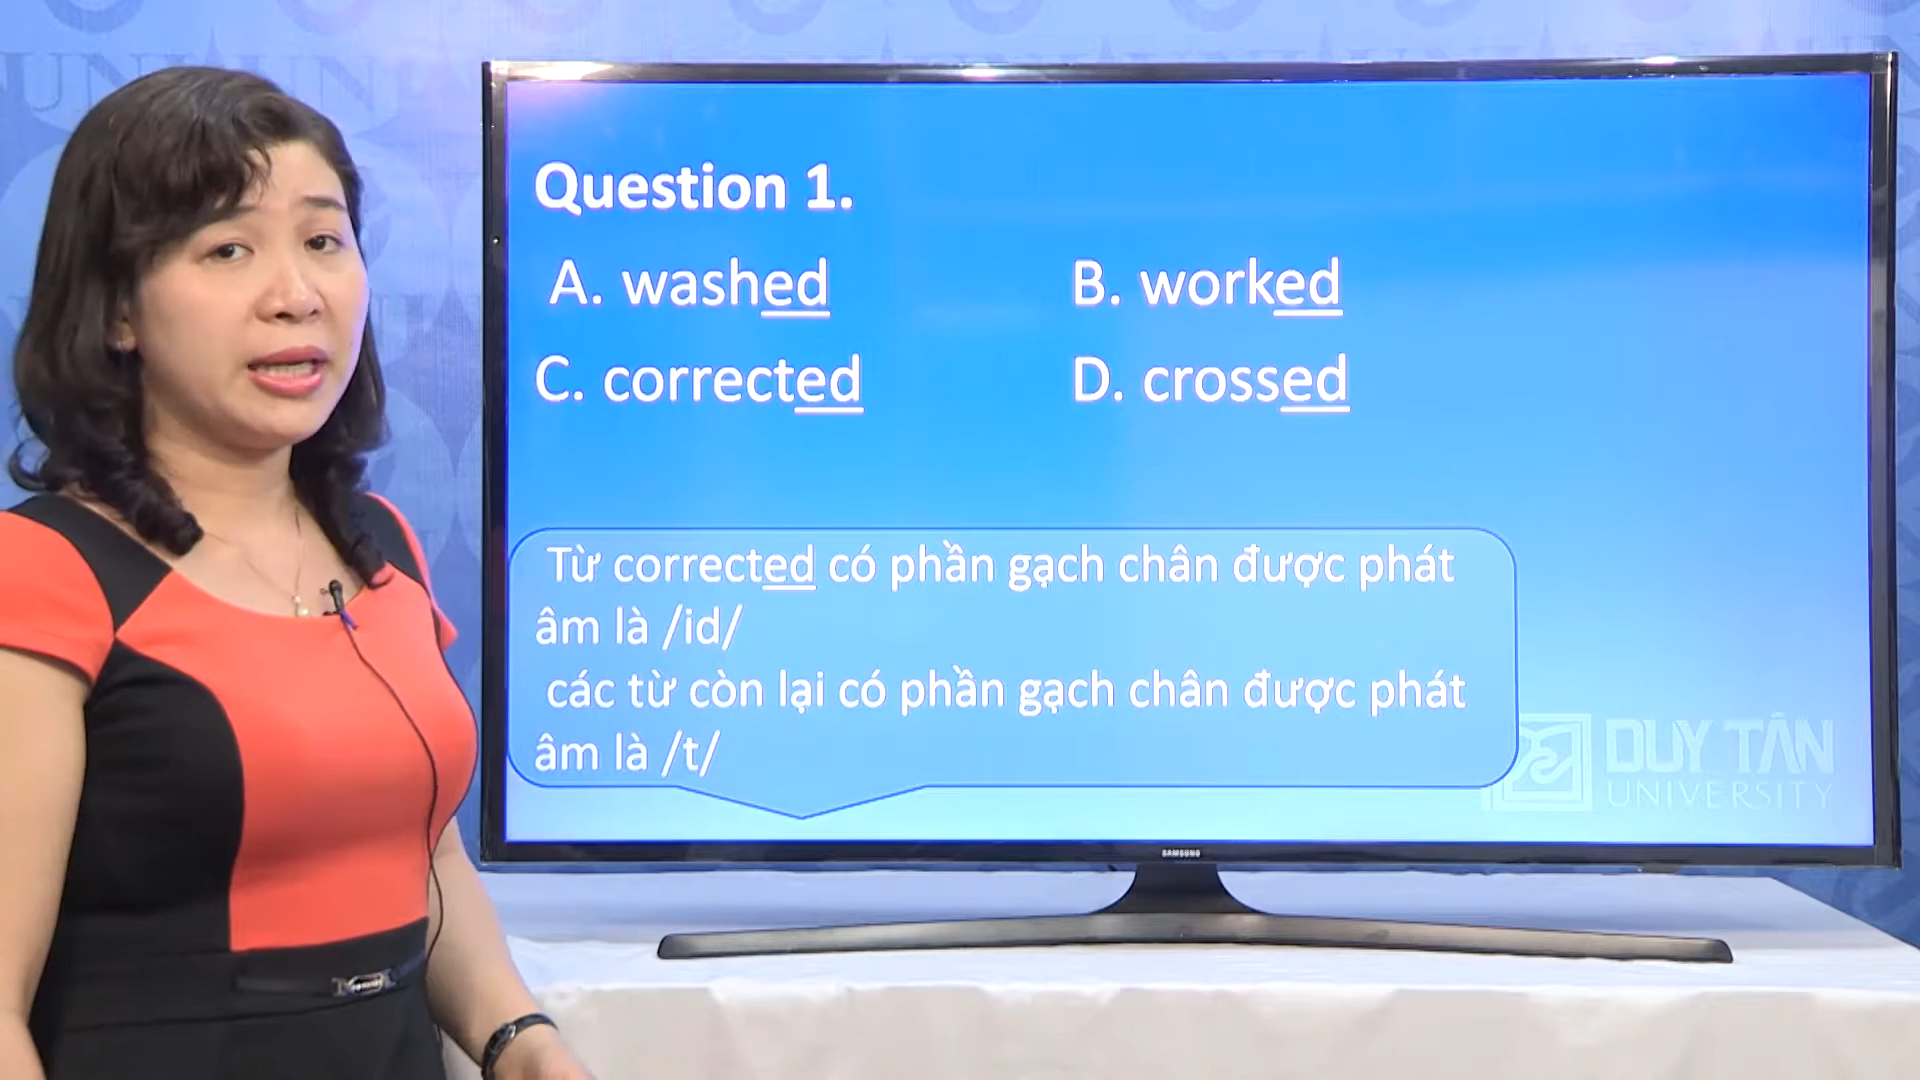 Question 1.
A. washed B. worked
C. corrected D. crossed
Từ corrected có phần gạch chân được phát
âm là /id/
các từ còn lại có phần gạch chân được phát
âm là /t/
DUY TÂN
UNIVERSITY
SAMSUNG